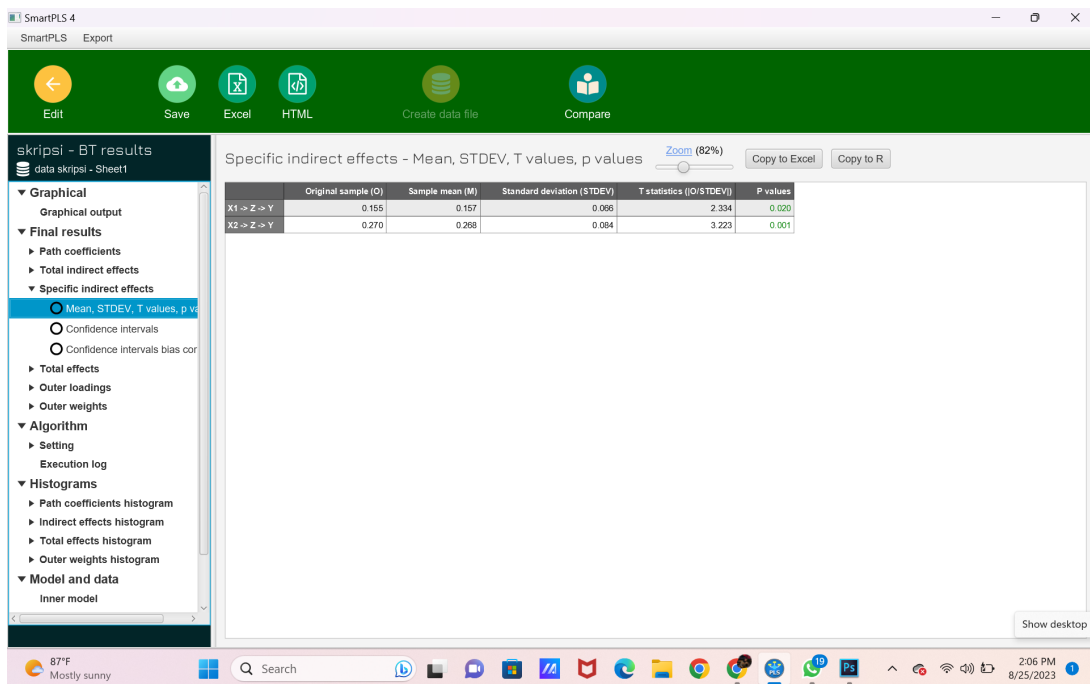 SmartPLS 4
SmartPLS Export
Edit Save Excel HTML Create data file Compare
skripsi - BT results
data skripsi - Sheet1
Graphical
Graphical output
Final results
Path coefficients
Total indirect effects
Specific indirect effects
Mean, STDEV, T values, p va
Confidence intervals
Confidence intervals bias cor
Total effects
Outer loadings
Outer weights
Algorithm
Setting
Execution log
Histograms
Path coefficients histogram
Indirect effects histogram
Total effects histogram
Outer weights histogram
Model and data
Inner model
Specific indirect effects - Mean, STDEV, T values, p values Zoom (82%) Copy to Excel Copy to R
Original sample (O) Sample mean (M) Standard deviation (STDEV) T statistics (|O/STDEV|) P values
X1 -> Z -> Y 0.155 0.157 0.066 2.334 0.020
X2 -> Z -> Y 0.270 0.268 0.084 3.223 0.001
Show desktop
87°F
Mostly sunny
Search
PLS
19
Ps
2:06 PM
8/25/2023
1